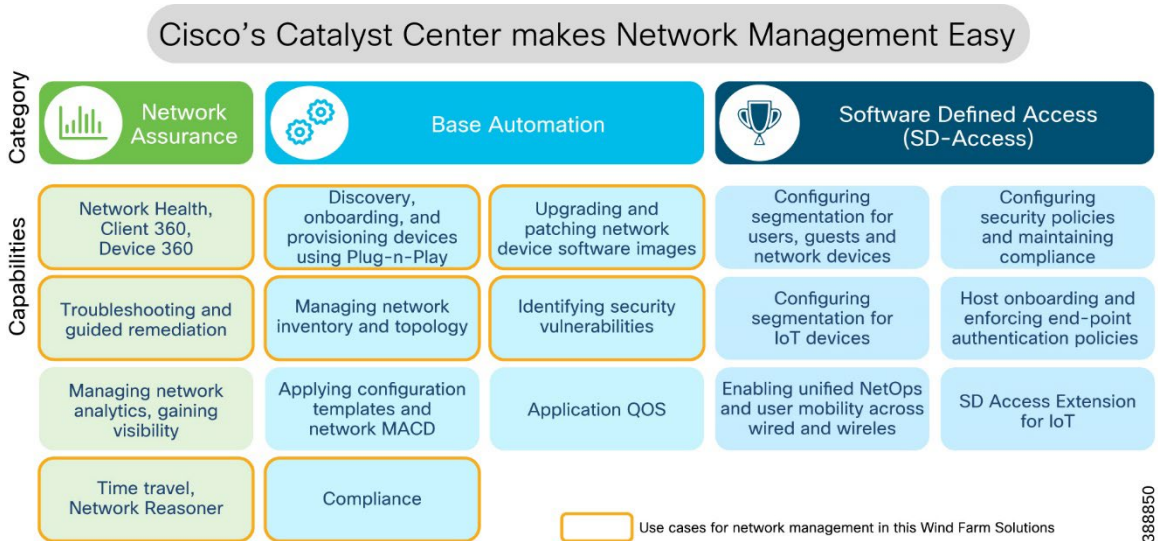 Cisco's Catalyst Center makes Network Management Easy
Category
Network
Assurance
Base Automation
Software Defined Access
(SD-Access)
Capabilities
Network Health,
Client 360,
Device 360
Discovery,
onboarding, and
provisioning devices
using Plug-n-Play
Upgrading and
patching network
device software images
Configuring
segmentation for
users, guests and
network devices
Configuring
security policies
and maintaining
compliance
Troubleshooting and
guided remediation
Managing network
inventory and topology
Identifying security
vulnerabilities
Configuring
segmentation for
IoT devices
Host onboarding and
enforcing end-point
authentication policies
Managing network
analytics, gaining
visibility
Applying configuration
templates and
network MACD
Application QOS
Enabling unified NetOps
and user mobility across
wired and wireles
SD Access Extension
for IoT
Time travel,
Network Reasoner
Compliance
Use cases for network management in this Wind Farm Solutions
388850